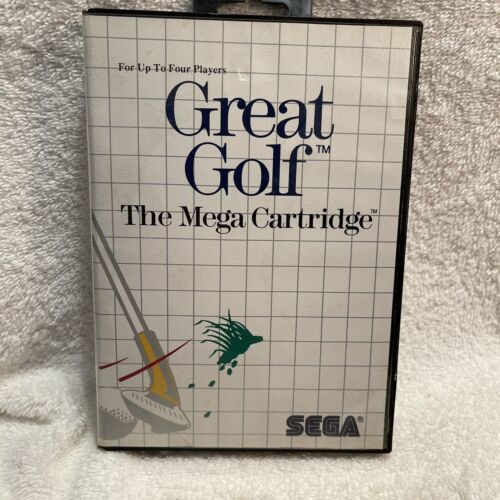 For Up To Four Players
Great
Golf™
The Mega Cartridge™
SEGA®